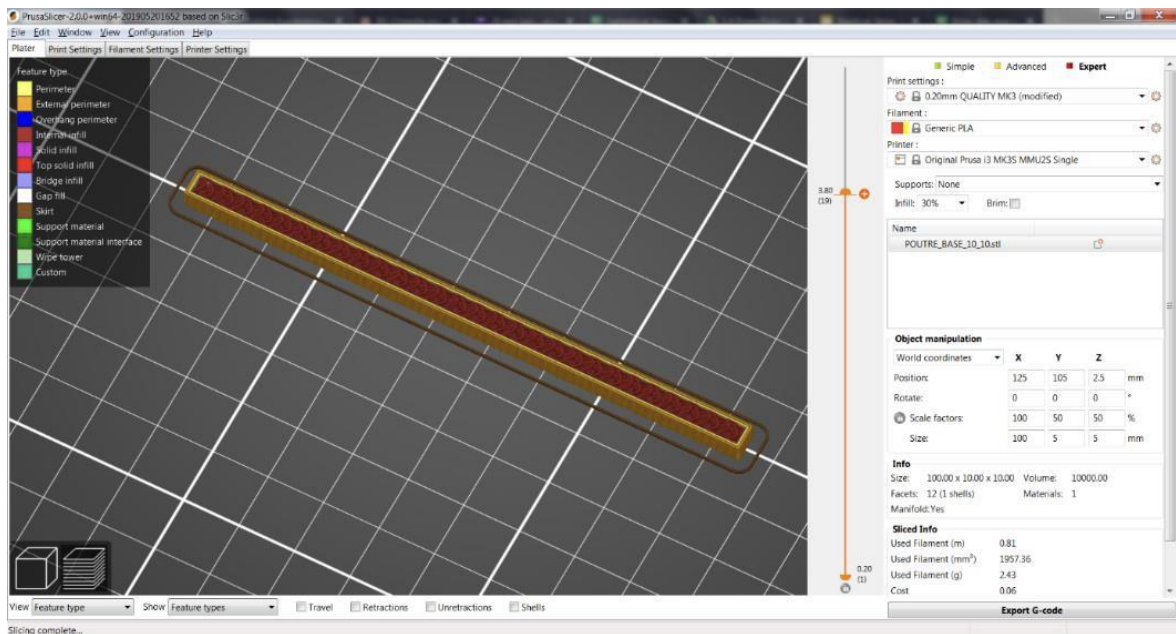 PrusaSlicer-2.0.0+win64-201905201652 based on Slic3r
File Edit Window View Configuration Help
Plater Print Settings Filament Settings Printer Settings
Feature type
Perimeter
External perimeter
Overhang perimeter
Internal infill
Solid infill
Top solid infill
Bridge infill
Gap fill
Skirt
Support material
Support material interface
Wipe tower
Custom
3.80
(19)
0.20
(1)
Simple Advanced Expert
Print settings :
0.20mm QUALITY MK3 (modified)
Filament :
Generic PLA
Printer :
Original Prusa i3 MK3S MMU2S Single
Supports: None
Infill: 30% Brim:
Name
POUTRE_BASE_10_10.stl
Object manipulation
World coordinates X Y Z
Position: 125 105 2.5 mm
Rotate: 0 0 0 °
Scale factors: 100 50 50 %
Size: 100 5 5 mm
Info
Size: 100.00 x 10.00 x 10.00 Volume: 10000.00
Facets: 12 (1 shells) Materials: 1
Manifold: Yes
Sliced Info
Used Filament (m) 0.81
Used Filament (mm³) 1957.36
Used Filament (g) 2.43
Cost 0.06
View Feature type Show Feature types Travel Retractions Unretractions Shells
Export G-code
Slicing complete...